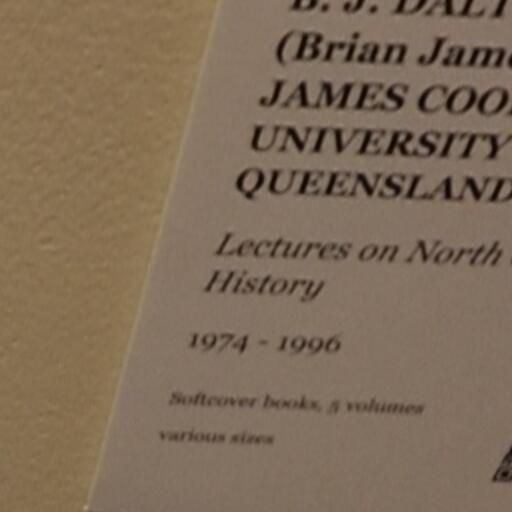 B. J. DALT
(Brian Jame
JAMES COO
UNIVERSITY
QUEENSLAND
Lectures on North
History
1974 - 1996
Softcover books, 5 volumes
various sizes